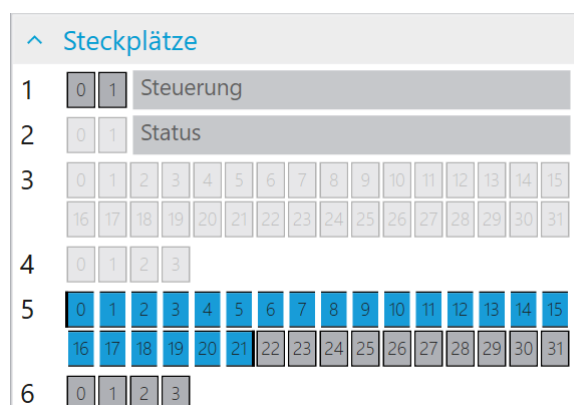 Steckplätze
1 0 1 Steuerung
2 0 1 Status
3 0 1 2 3 4 5 6 7 8 9 10 11 12 13 14 15
16 17 18 19 20 21 22 23 24 25 26 27 28 29 30 31
4 0 1 2 3
5 0 1 2 3 4 5 6 7 8 9 10 11 12 13 14 15
16 17 18 19 20 21 22 23 24 25 26 27 28 29 30 31
6 0 1 2 3